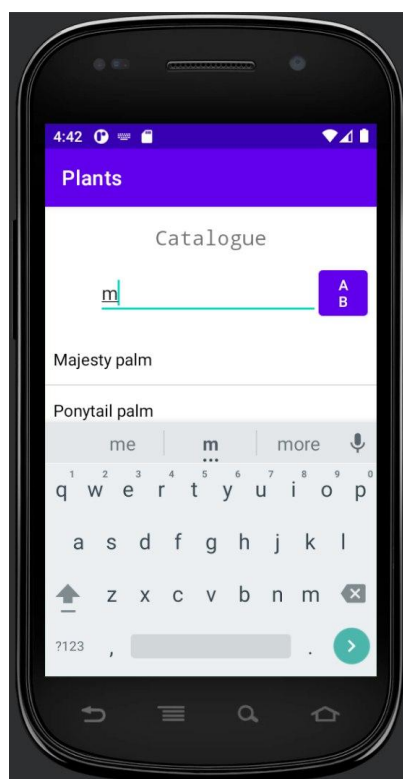 4:42
Plants
Catalogue
m
A
B
Majesty palm
Ponytail palm
me m more
1 2 3 4 5 6 7 8 9 0
q w e r t y u i o p
a s d f g h j k l
z x c v b n m
?123 , .